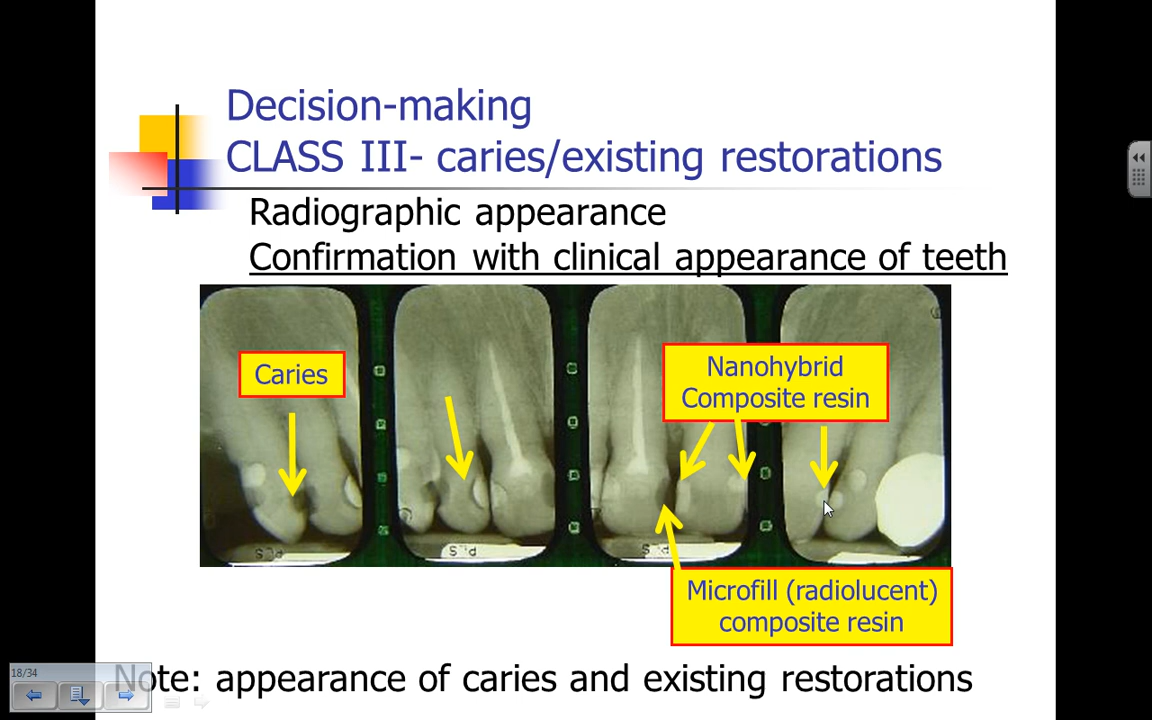 Decision-making
CLASS III- caries/existing restorations
Radiographic appearance
Confirmation with clinical appearance of teeth
Caries
Nanohybrid
Composite resin
Microfill (radiolucent)
composite resin
Note: appearance of caries and existing restorations
18/34